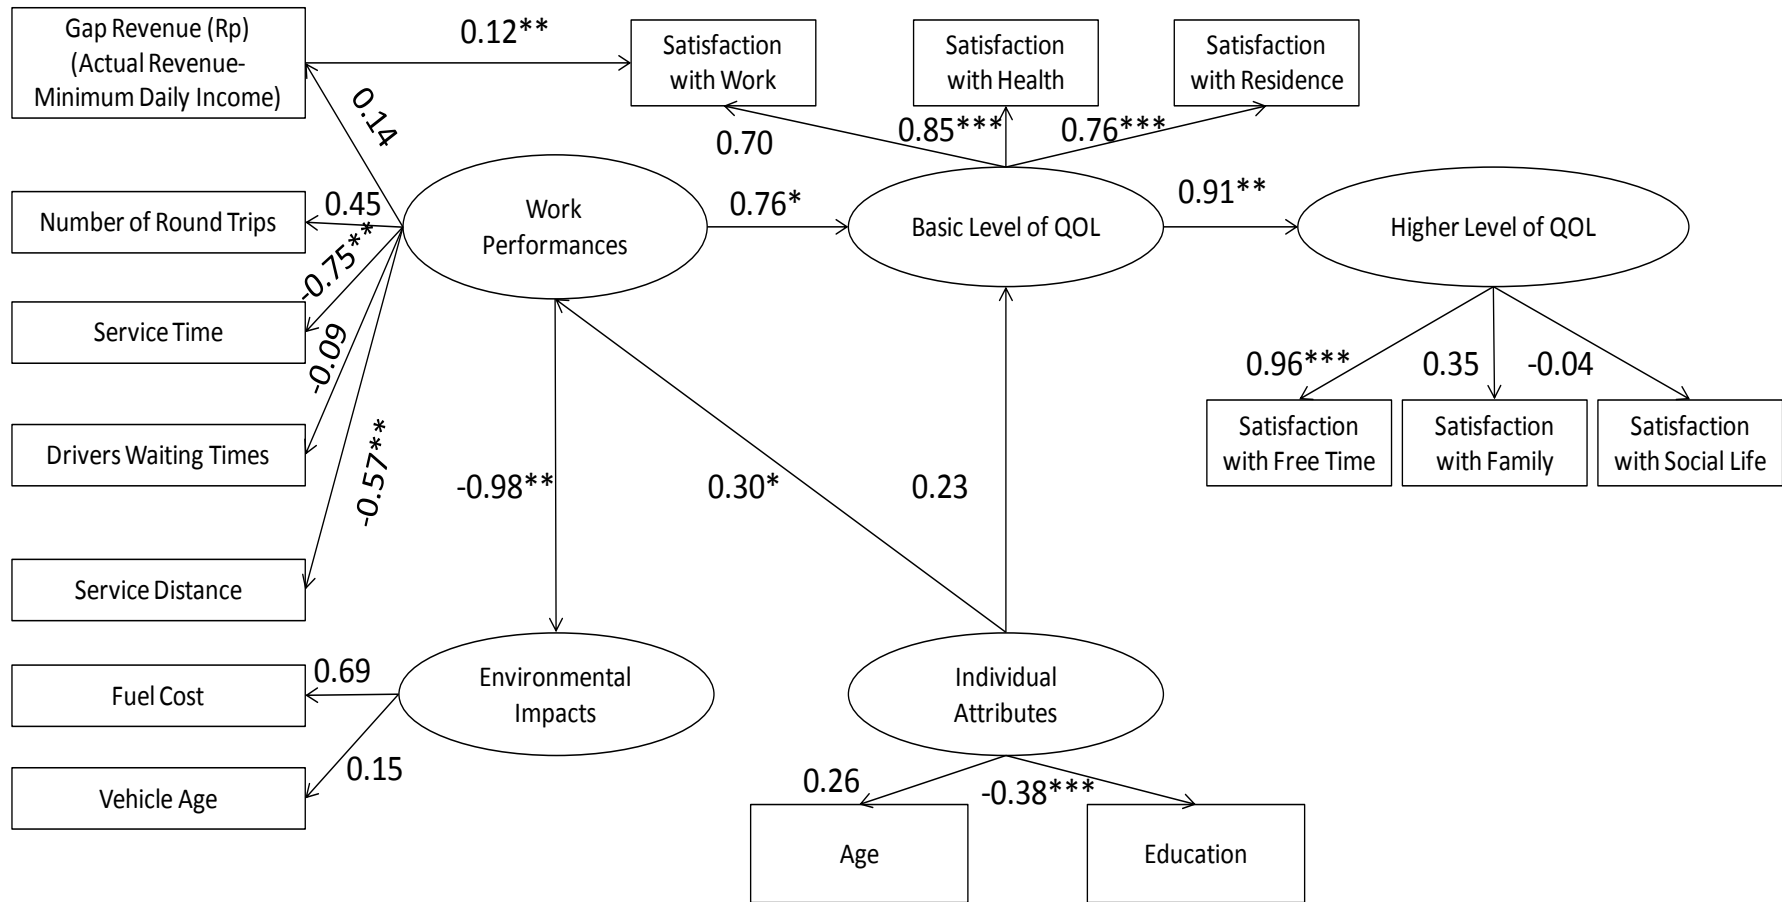 Gap Revenue (Rp)
(Actual Revenue-
Minimum Daily Income)
0.12**
Satisfaction
with Work
Satisfaction
with Health
Satisfaction
with Residence
0.14
0.70
0.85***
0.76***
Number of Round Trips
0.45
Work
Performances
0.76*
Basic Level of QOL
0.91**
Higher Level of QOL
-0.75**
Service Time
-0.09
0.96***
0.35
-0.04
Drivers Waiting Times
-0.57**
Satisfaction
with Free Time
Satisfaction
with Family
Satisfaction
with Social Life
-0.98**
0.30*
0.23
Service Distance
Fuel Cost
0.69
Environmental
Impacts
Individual
Attributes
Vehicle Age
0.15
0.26
-0.38***
Age
Education